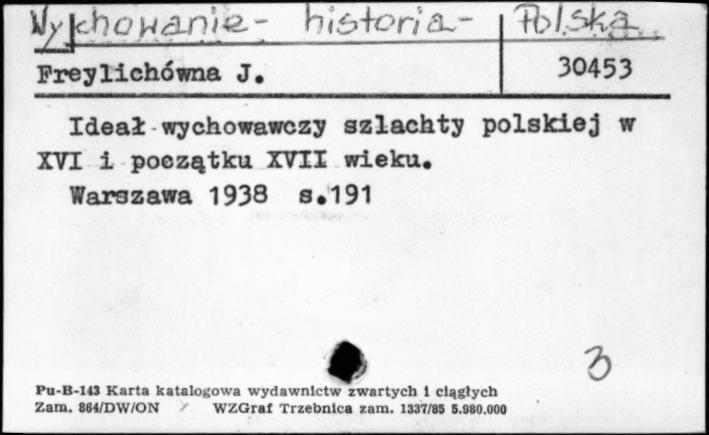 Wychowanie - historia - Polska
Freylichówna J.
30453
Ideał wychowawczy szlachty polskiej w
XVI i początku XVII wieku.
Warszawa 1938 s.191
3
Pu-B-143 Karta katalogowa wydawnictw zwartych i ciągłych
Zam. 864/DW/ON WZGraf Trzebnica zam. 1337/85 5.980.000